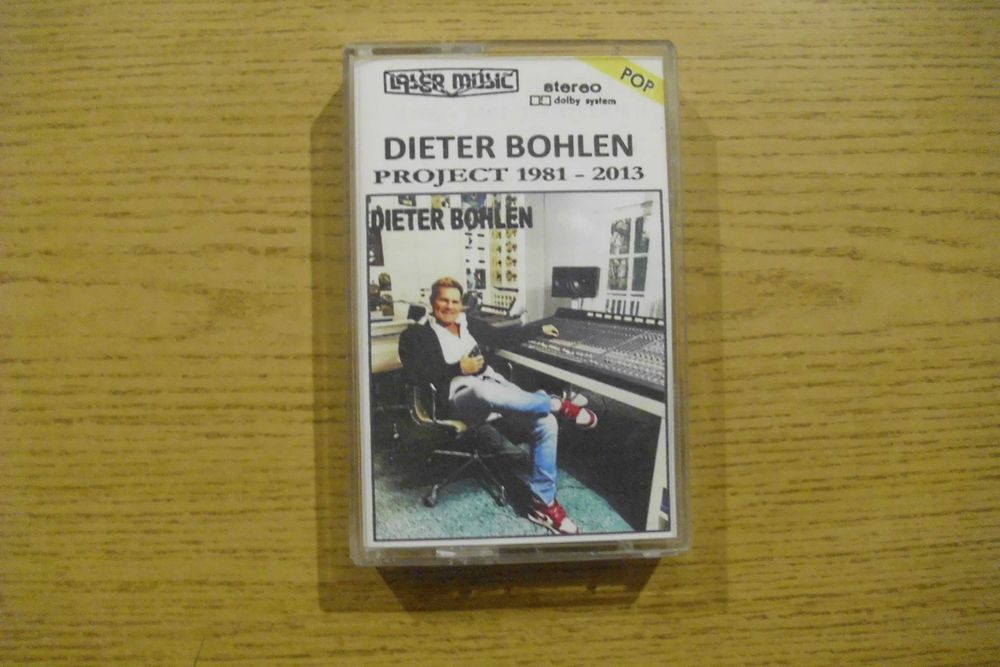 LASER MUSIC
stereo
dolby system
POP
DIETER BOHLEN
PROJECT 1981 - 2013
DIETER BOHLEN